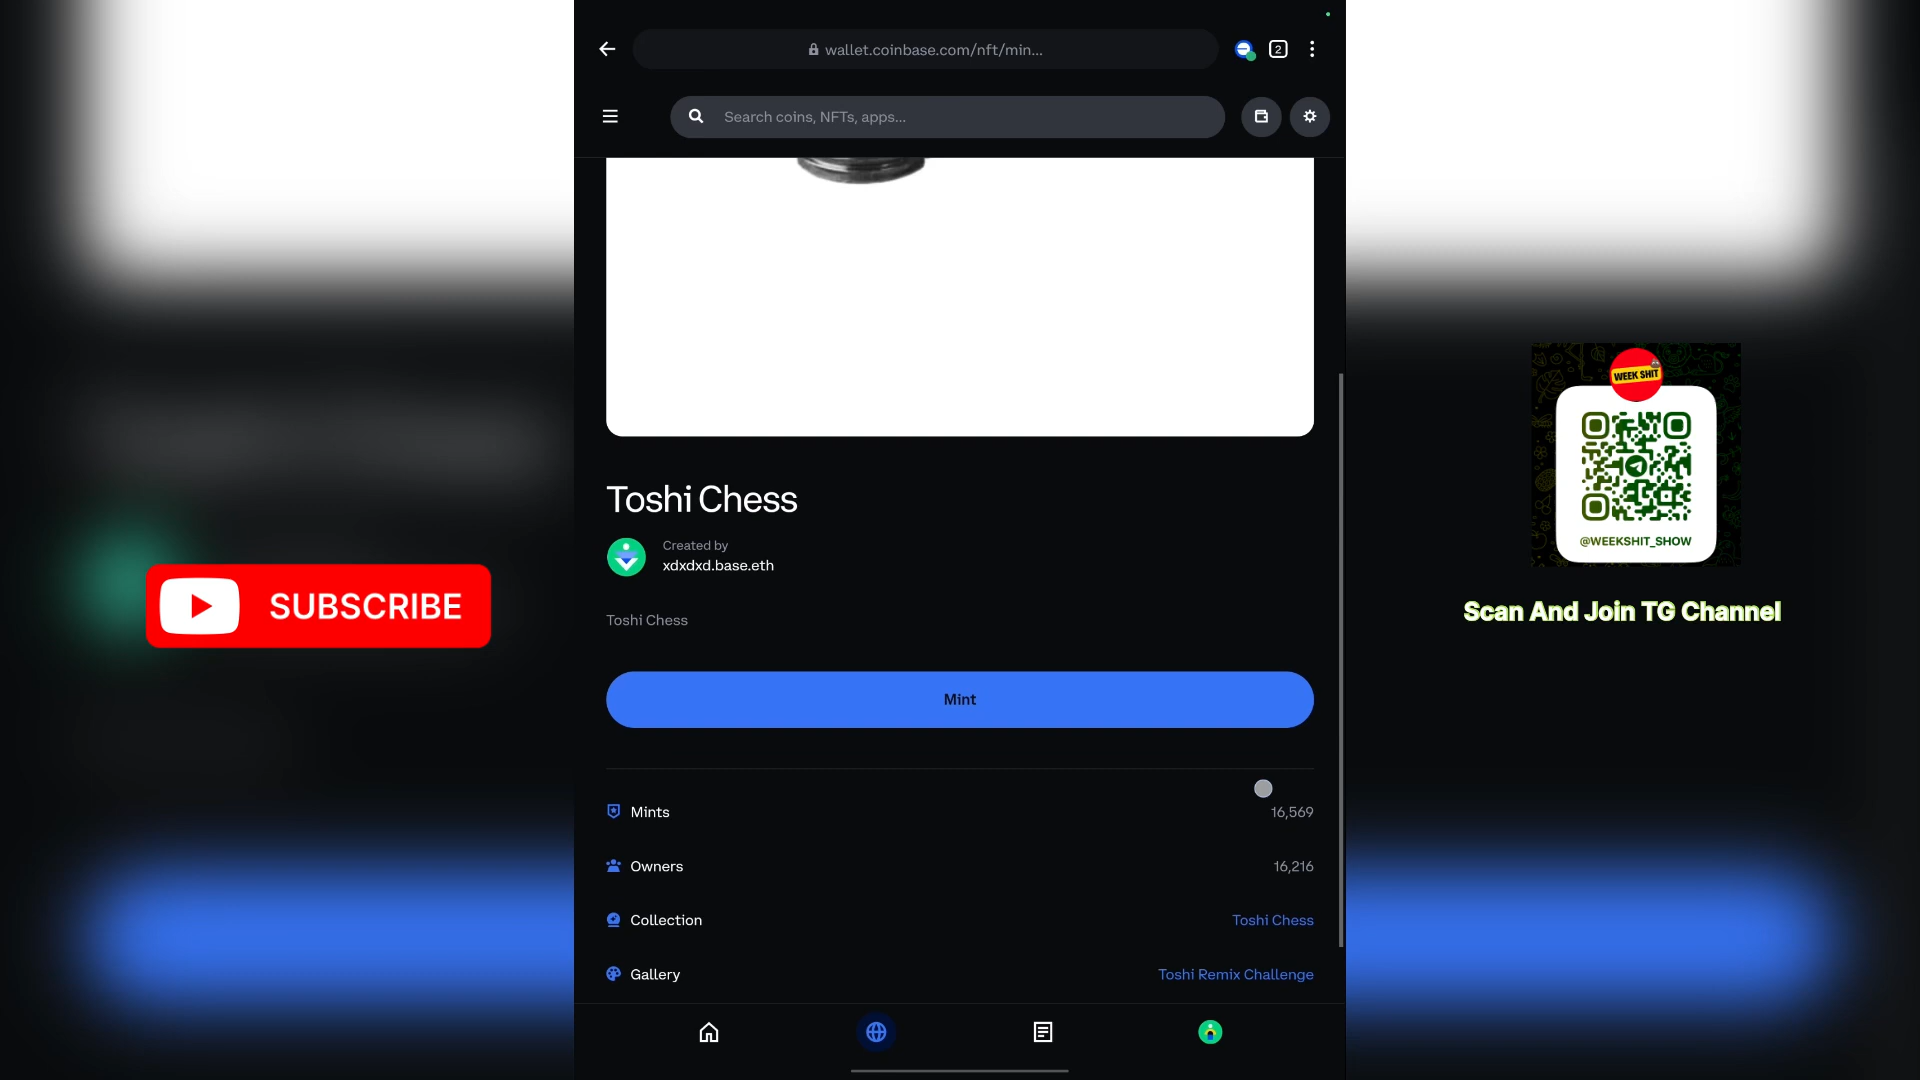 wallet.coinbase.com/nft/min...
2
Search coins, NFTs, apps...
Toshi Chess
Created by
xdxdxd.base.eth
Toshi Chess
Mint
Mints
16,569
Owners
16,216
Collection
Toshi Chess
Gallery
Toshi Remix Challenge
SUBSCRIBE
WEEK SHIT
@WEEKSHIT_SHOW
Scan And Join TG Channel